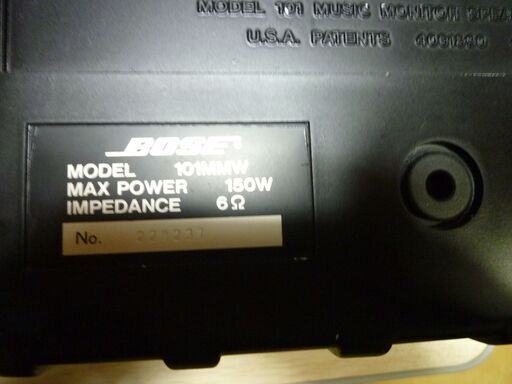 MODEL 101 MUSIC MONITOR
U.S.A. PATENTS
BOSE
MODEL 101MMW
MAX POWER 150W
IMPEDANCE 6Ω
No.